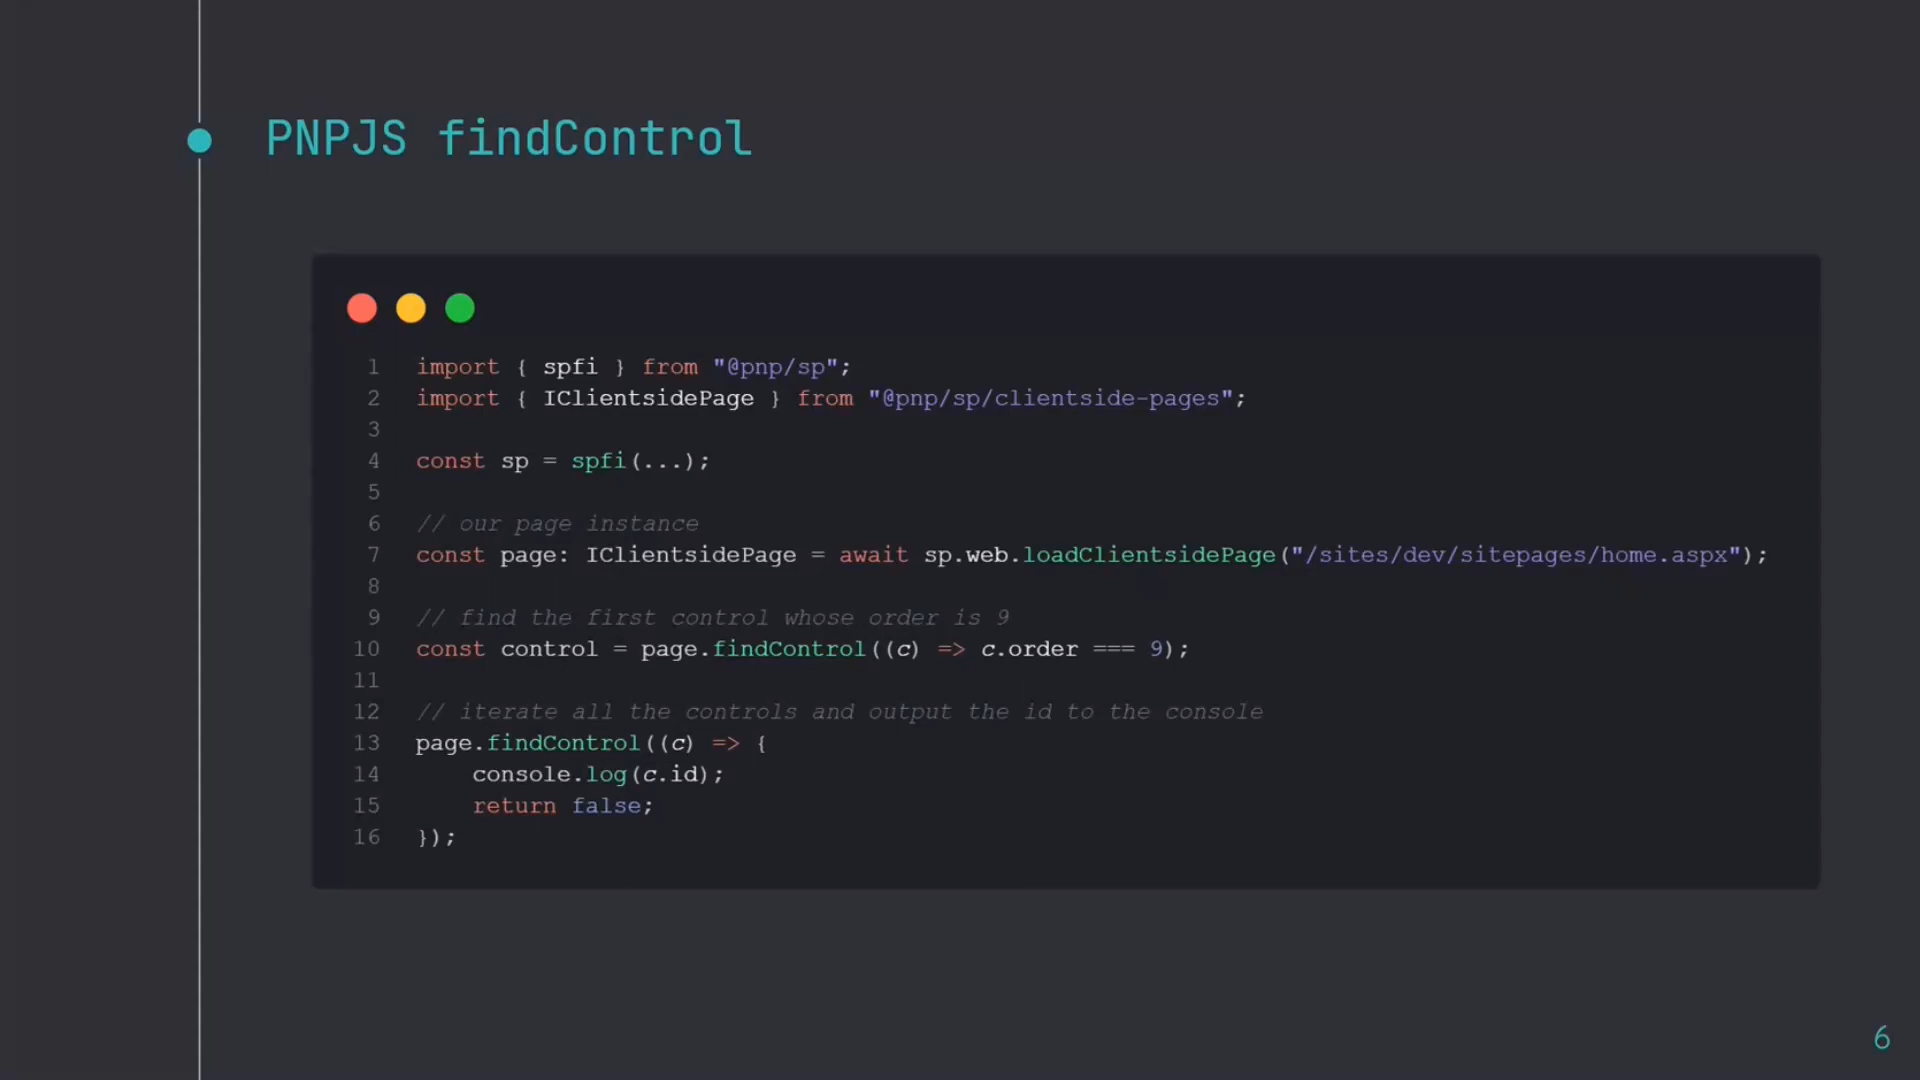 PNPJS findControl
1 import { spfi } from "@pnp/sp";
2 import { IClientsidePage } from "@pnp/sp/clientside-pages";
3
4 const sp = spfi(...);
5
6 // our page instance
7 const page: IClientsidePage = await sp.web.loadClientsidePage("/sites/dev/sitepages/home.aspx");
8
9 // find the first control whose order is 9
10 const control = page.findControl((c) => c.order === 9);
11
12 // iterate all the controls and output the id to the console
13 page.findControl((c) => {
14     console.log(c.id);
15     return false;
16 });
6